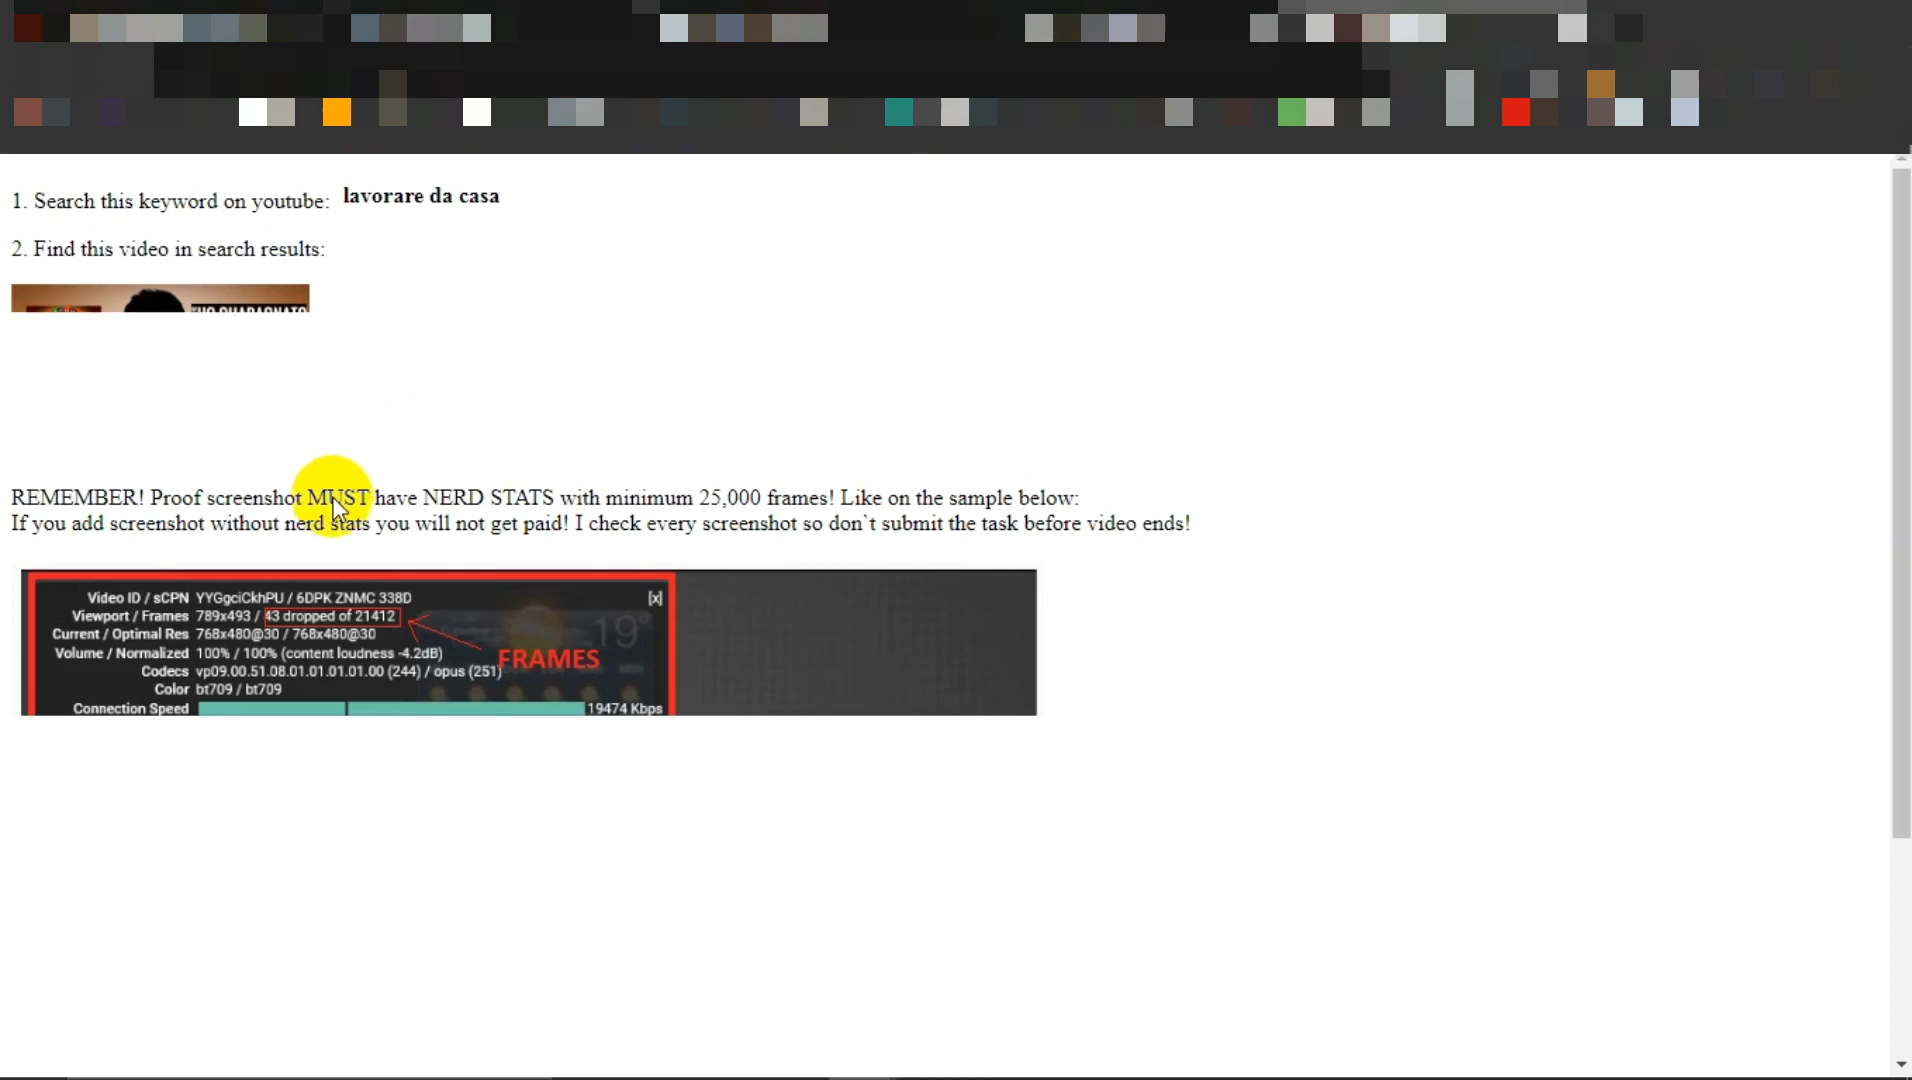 1. Search this keyword on youtube: lavorare da casa
2. Find this video in search results:
REMEMBER! Proof screenshot MUST have NERD STATS with minimum 25,000 frames! Like on the sample below:
If you add screenshot without nerd stats you will not get paid! I check every screenshot so don`t submit the task before video ends!
Video ID / sCPN YYGgciCkhPU / 6DPK ZNMC 338D [x]
Viewport / Frames 789x493 / 43 dropped of 21412
Current / Optimal Res 768x480@30 / 768x480@30
19°
Volume / Normalized 100% / 100% (content loudness -4.2dB)
FRAMES
Codecs vp09.00.51.08.01.01.01.01.00 (244) / opus (251)
Color bt709 / bt709
Connection Speed 19474 Kbps